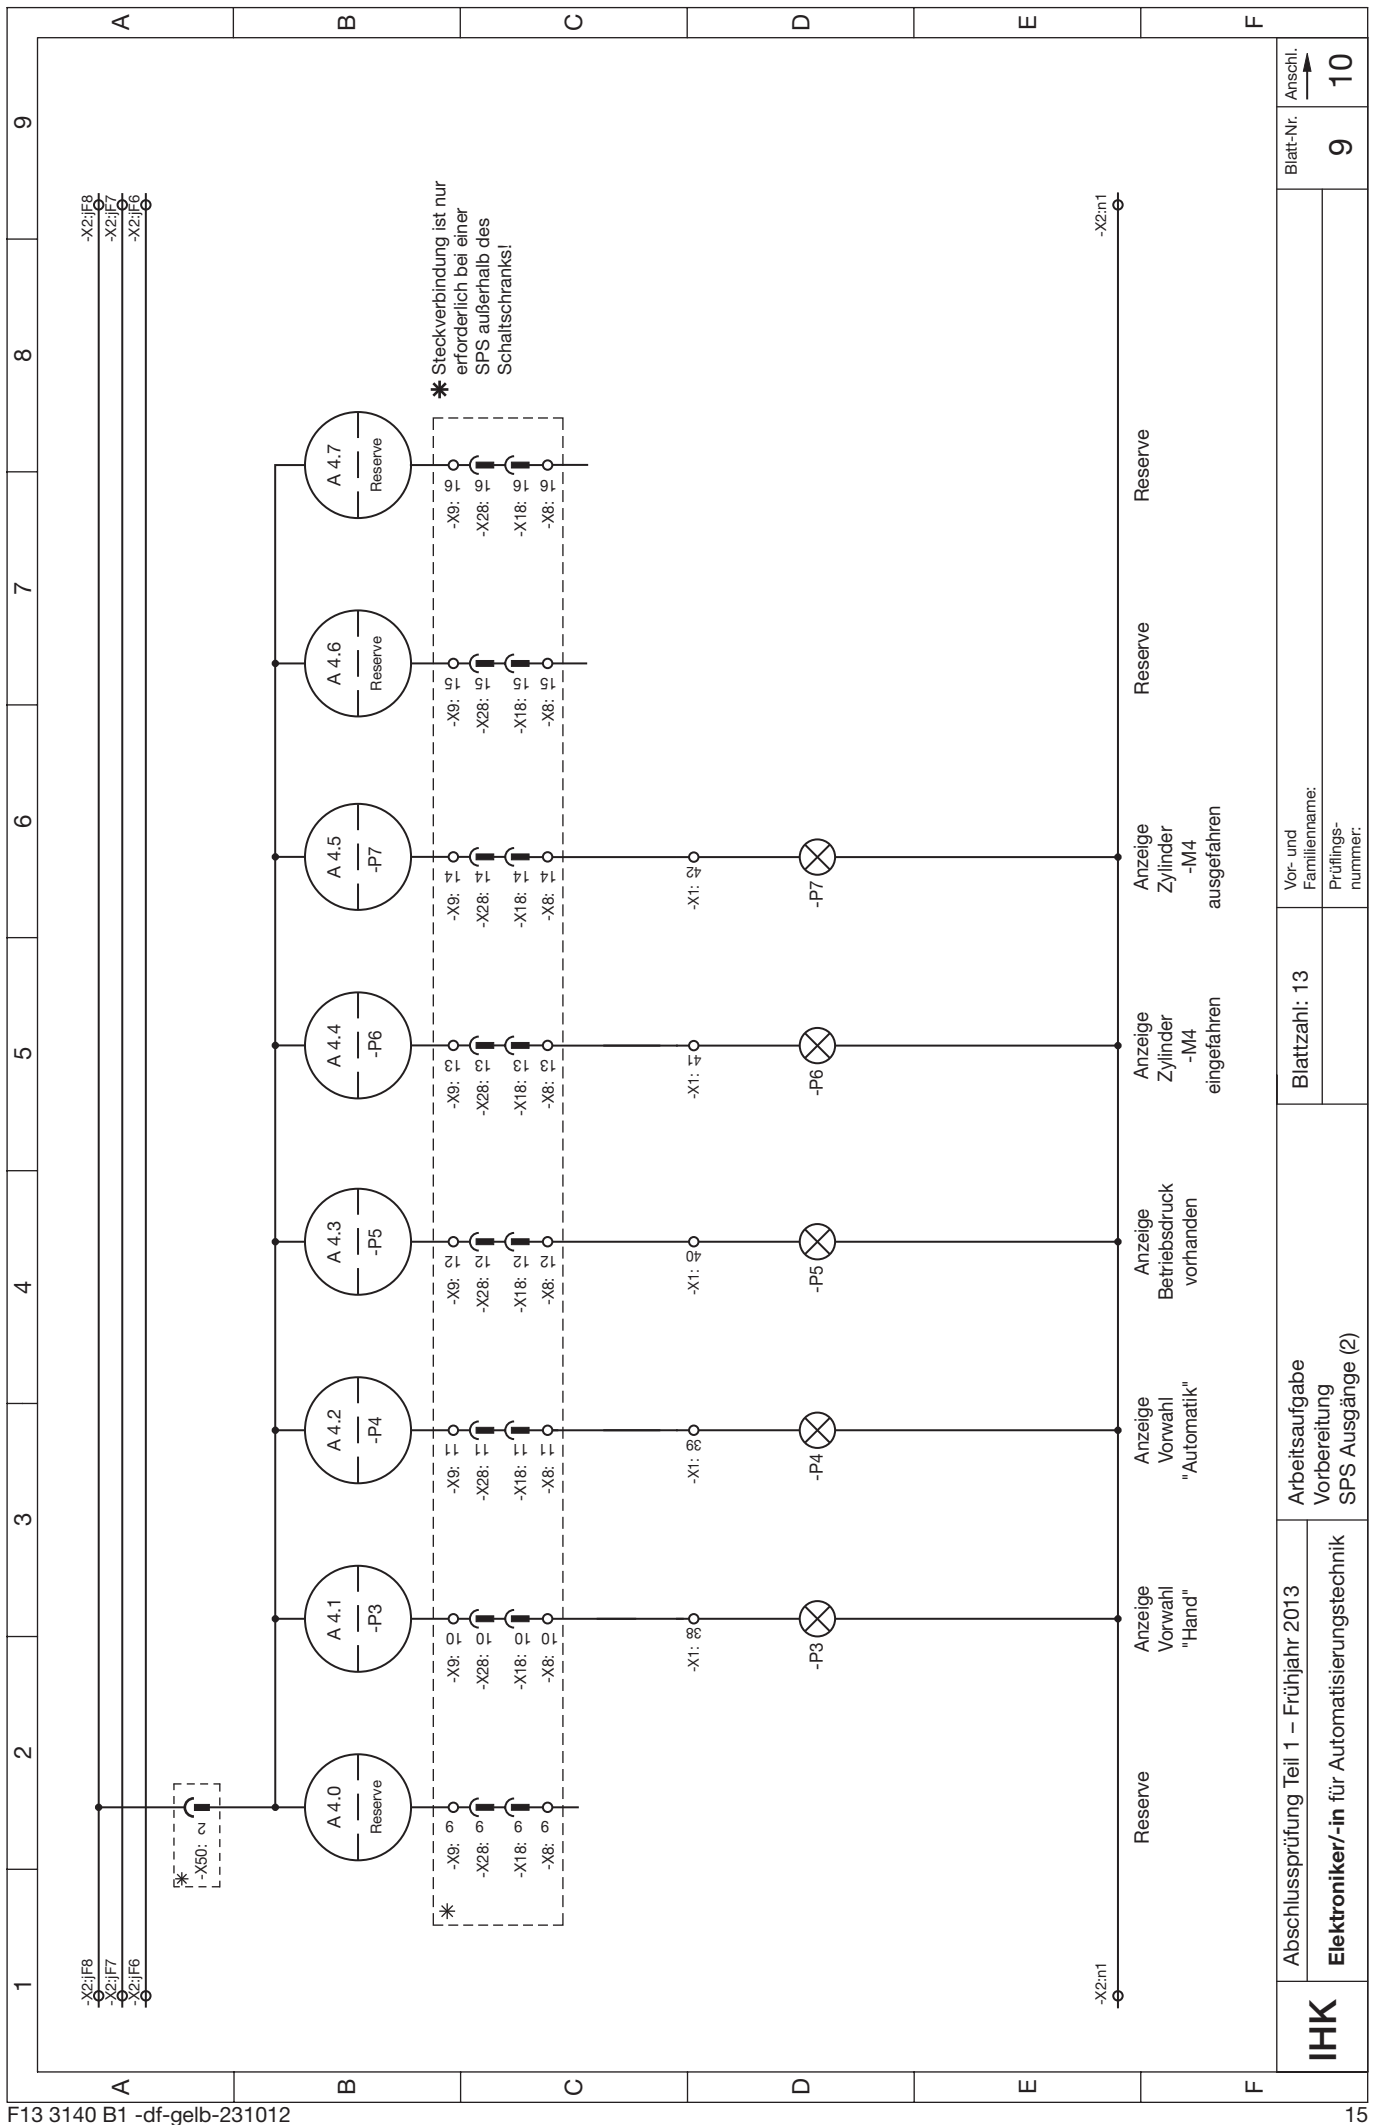 1 2 3 4 5 6 7 8 9
A A
B B
C C
D D
E E
F F
-X2:jF8 -X2:jF8
-X2:jF7 -X2:jF7
-X2:jF6 -X2:jF6
✳
-X50: 2
A 4.0
Reserve
A 4.1
-P3
A 4.2
-P4
A 4.3
-P5
A 4.4
-P6
A 4.5
-P7
A 4.6
Reserve
A 4.7
Reserve
✳ Steckverbindung ist nur
erforderlich bei einer
SPS außerhalb des
Schaltschranks!
✳
-X9: 9 -X9: 10 -X9: 11 -X9: 12 -X9: 13 -X9: 14 -X9: 15 -X9: 16
-X28: 9 -X28: 10 -X28: 11 -X28: 12 -X28: 13 -X28: 14 -X28: 15 -X28: 16
-X18: 9 -X18: 10 -X18: 11 -X18: 12 -X18: 13 -X18: 14 -X18: 15 -X18: 16
-X8: 9 -X8: 10 -X8: 11 -X8: 12 -X8: 13 -X8: 14 -X8: 15 -X8: 16
-X1: 38 -X1: 39 -X1: 40 -X1: 41 -X1: 42
-P3 -P4 -P5 -P6 -P7
-X2:n1 -X2:n1
Reserve
Anzeige
Vorwahl
"Hand"
Anzeige
Vorwahl
"Automatik"
Anzeige
Betriebsdruck
vorhanden
Anzeige
Zylinder
-M4
eingefahren
Anzeige
Zylinder
-M4
ausgefahren
Reserve
Reserve
IHK
Abschlussprüfung Teil 1 – Frühjahr 2013
Elektroniker/-in für Automatisierungstechnik
Arbeitsaufgabe
Vorbereitung
SPS Ausgänge (2)
Blattzahl: 13
Vor- und
Familienname:
Prüflings-
nummer:
Blatt-Nr. Anschl.
9 10
F13 3140 B1 -df-gelb-231012 15